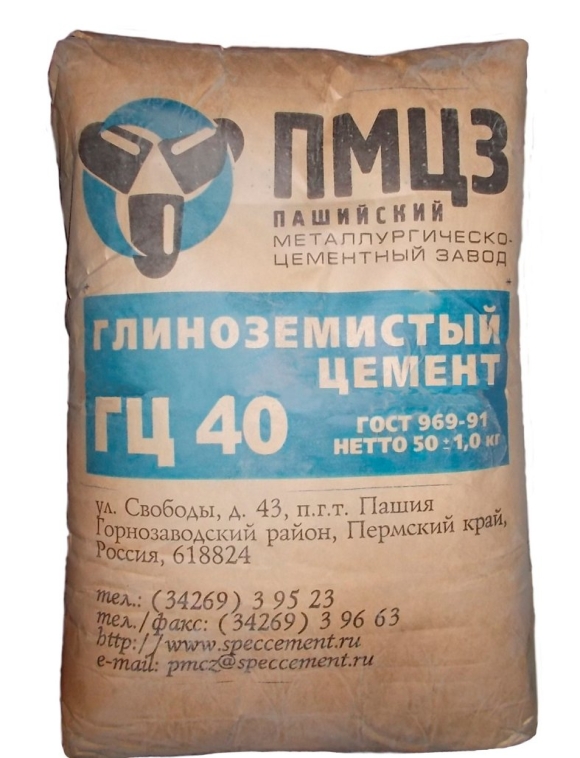 ПМЦЗ
ПАШИЙСКИЙ
МЕТАЛЛУРГИЧЕСКО-
ЦЕМЕНТНЫЙ ЗАВОД
ГЛИНОЗЕМИСТЫЙ
ЦЕМЕНТ
ГЦ 40
ГОСТ 969-91
НЕТТО 50±1,0 кг
ул. Свободы, д. 43, п.г.т. Пашия
Горнозаводский район, Пермский край,
Россия, 618824
тел.: (34269) 3 95 23
тел./факс: (34269) 3 96 63
http://www.speccement.ru
e-mail: pmcz@speccement.ru